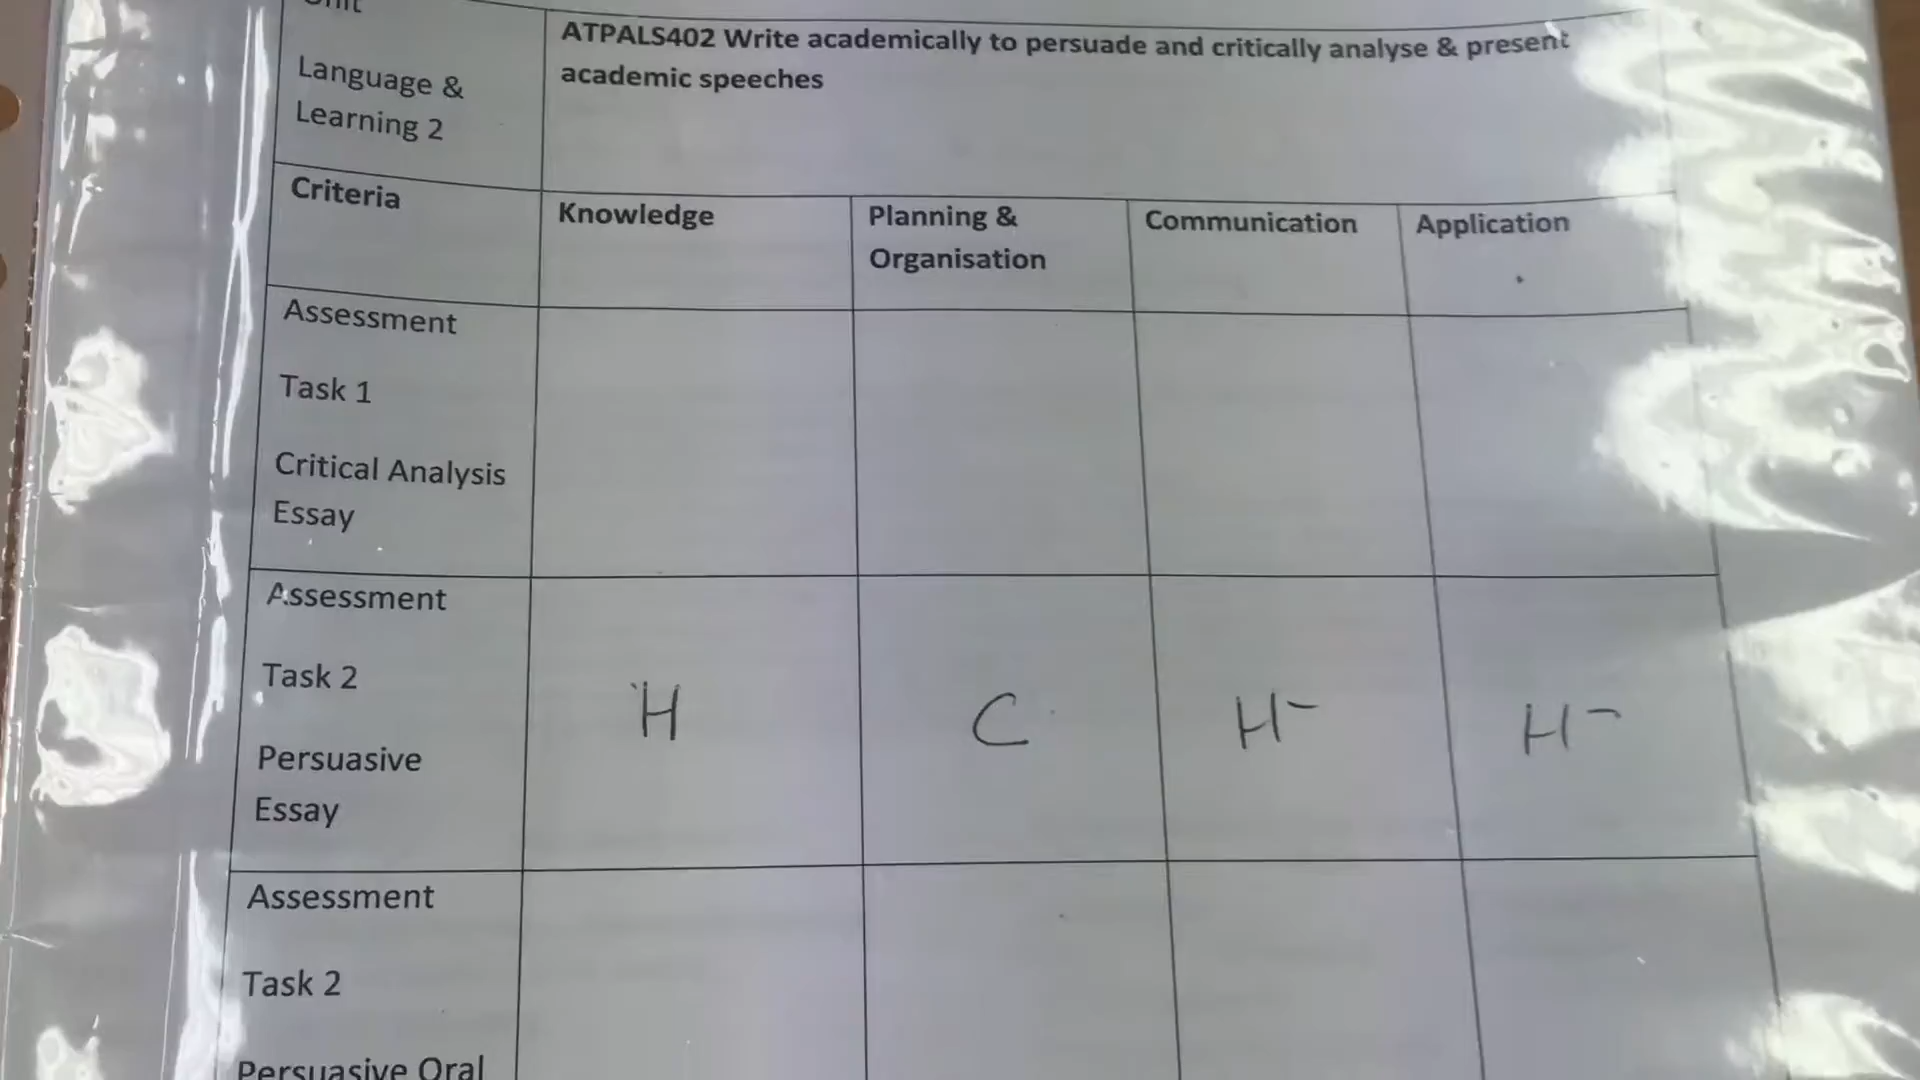 Unit
ATPALS402 Write academically to persuade and critically analyse & present
academic speeches
Language &
Learning 2
Criteria
Knowledge
Planning &
Organisation
Communication
Application
Assessment
Task 1
Critical Analysis
Essay
Assessment
Task 2
Persuasive
Essay
H
C
H-
H-
Assessment
Task 2
Persuasive Oral